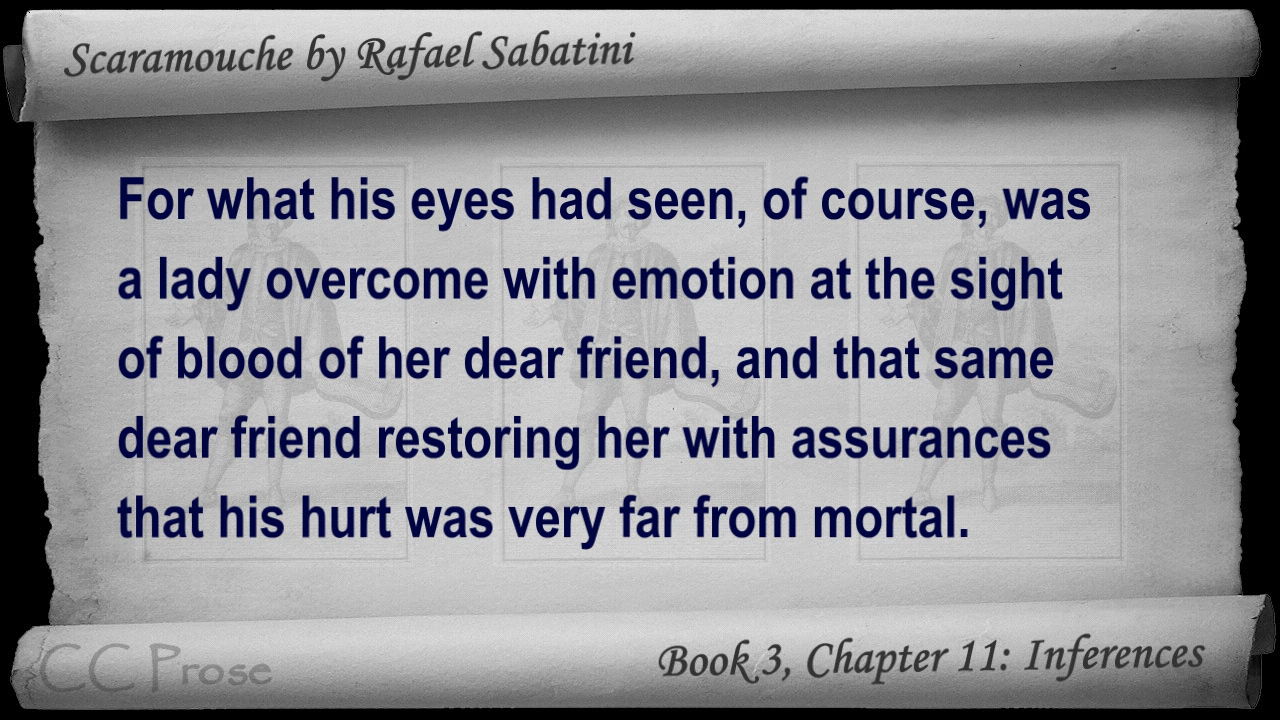 Scaramouche by Rafael Sabatini
For what his eyes had seen, of course, was
a lady overcome with emotion at the sight
of blood of her dear friend, and that same
dear friend restoring her with assurances
that his hurt was very far from mortal.
CC Prose
Book 3, Chapter 11: Inferences